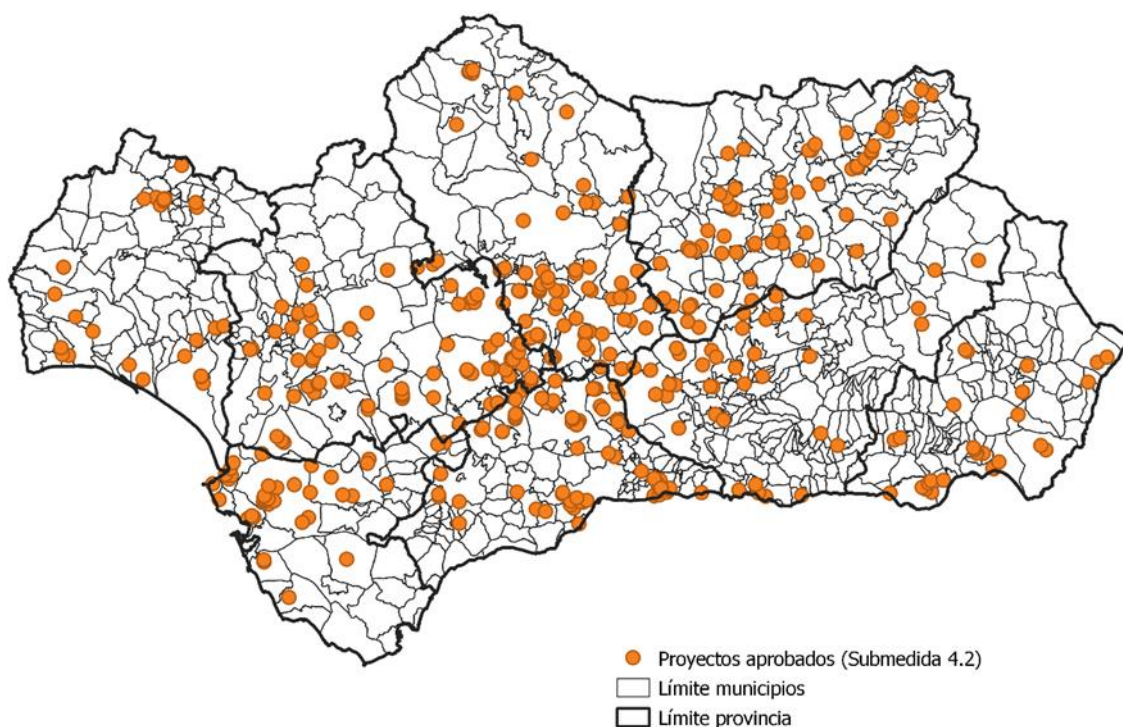 Proyectos aprobados (Submedida 4.2)
Límite municipios
Límite provincia